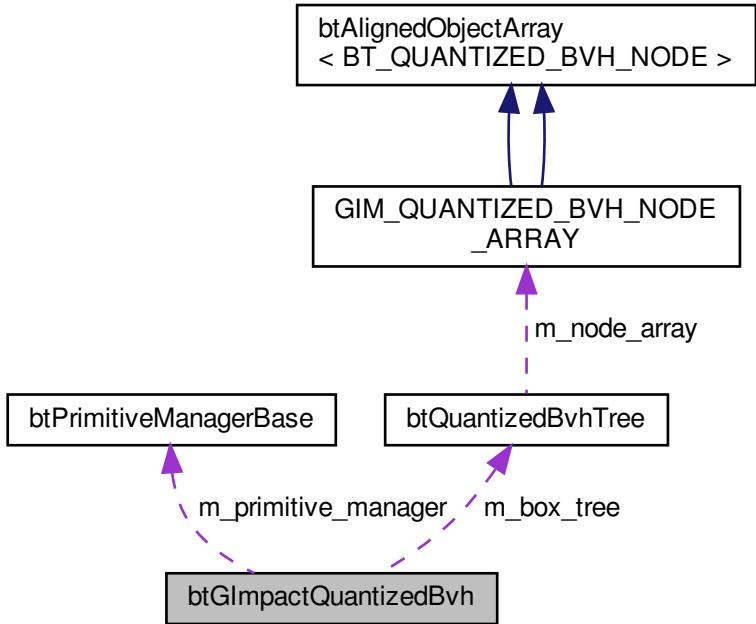 btAlignedObjectArray
< BT_QUANTIZED_BVH_NODE >
GIM_QUANTIZED_BVH_NODE
_ARRAY
m_node_array
btPrimitiveManagerBase
btQuantizedBvhTree
m_primitive_manager
m_box_tree
btGImpactQuantizedBvh